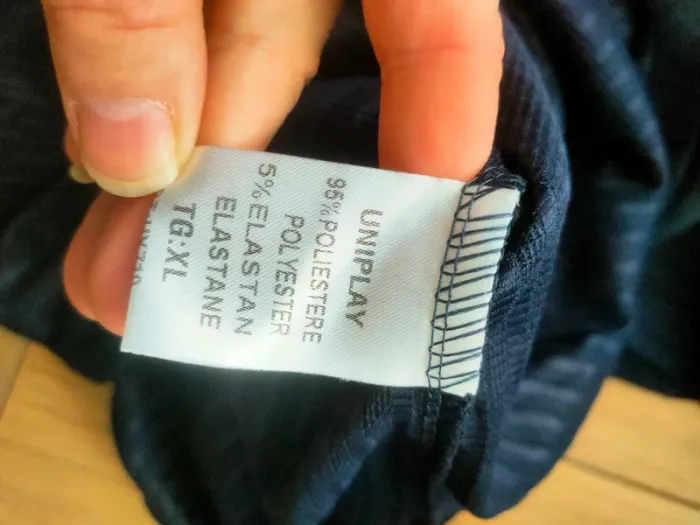 UNIPLAY
95% POLIESTERE
POLYESTER
5% ELASTAN
ELASTANE
TG:XL